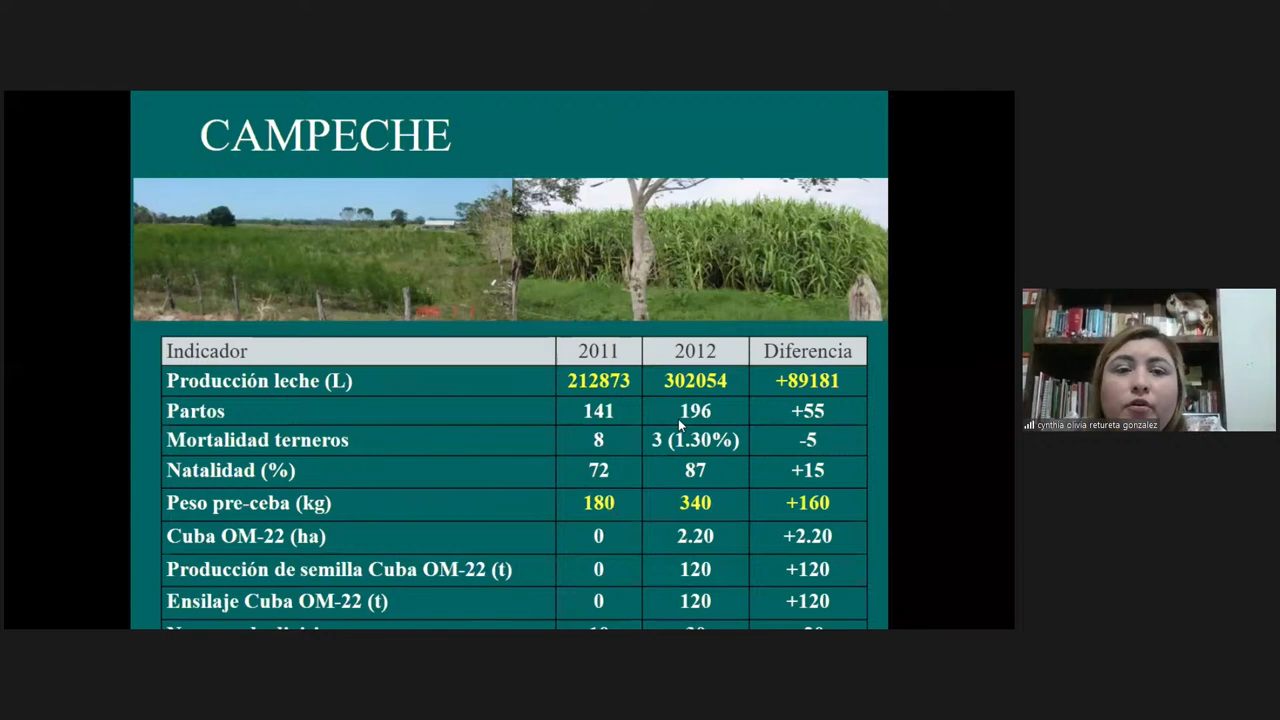 CAMPECHE
Indicador 2011 2012 Diferencia
Producción leche (L) 212873 302054 +89181
Partos 141 196 +55
Mortalidad terneros 8 3 (1.30%) -5
Natalidad (%) 72 87 +15
Peso pre-ceba (kg) 180 340 +160
Cuba OM-22 (ha) 0 2.20 +2.20
Producción de semilla Cuba OM-22 (t) 0 120 +120
Ensilaje Cuba OM-22 (t) 0 120 +120
cynthia olivia retureta gonzalez